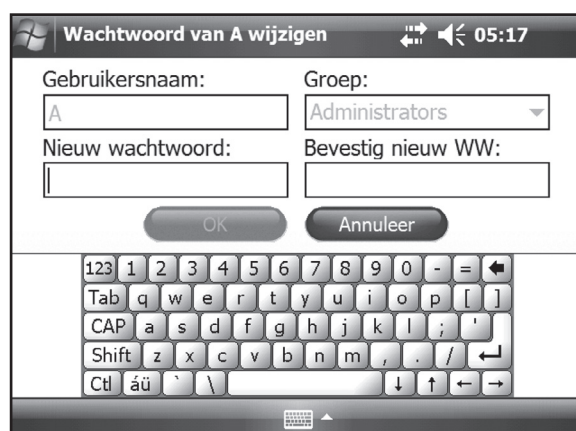 Wachtwoord van A wijzigen 05:17
Gebruikersnaam: Groep:
A Administrators
Nieuw wachtwoord: Bevestig nieuw WW:
OK Annuleer
123 1 2 3 4 5 6 7 8 9 0 - =
Tab q w e r t y u i o p [ ]
CAP a s d f g h j k l ; '
Shift z x c v b n m , . /
Ctl áü ` \